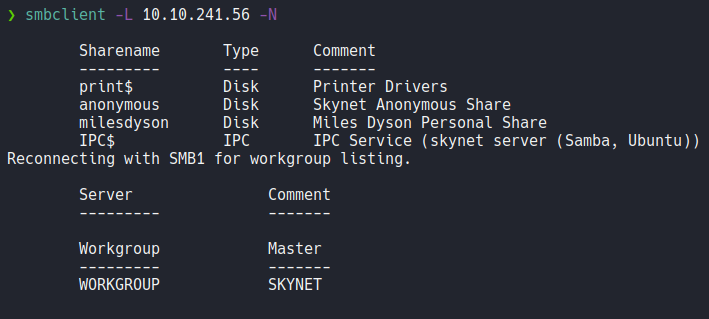 ❯ smbclient -L 10.10.241.56 -N
Sharename Type Comment
--------- ---- -------
print$ Disk Printer Drivers
anonymous Disk Skynet Anonymous Share
milesdyson Disk Miles Dyson Personal Share
IPC$ IPC IPC Service (skynet server (Samba, Ubuntu))
Reconnecting with SMB1 for workgroup listing.
Server Comment
--------- -------
Workgroup Master
--------- -------
WORKGROUP SKYNET